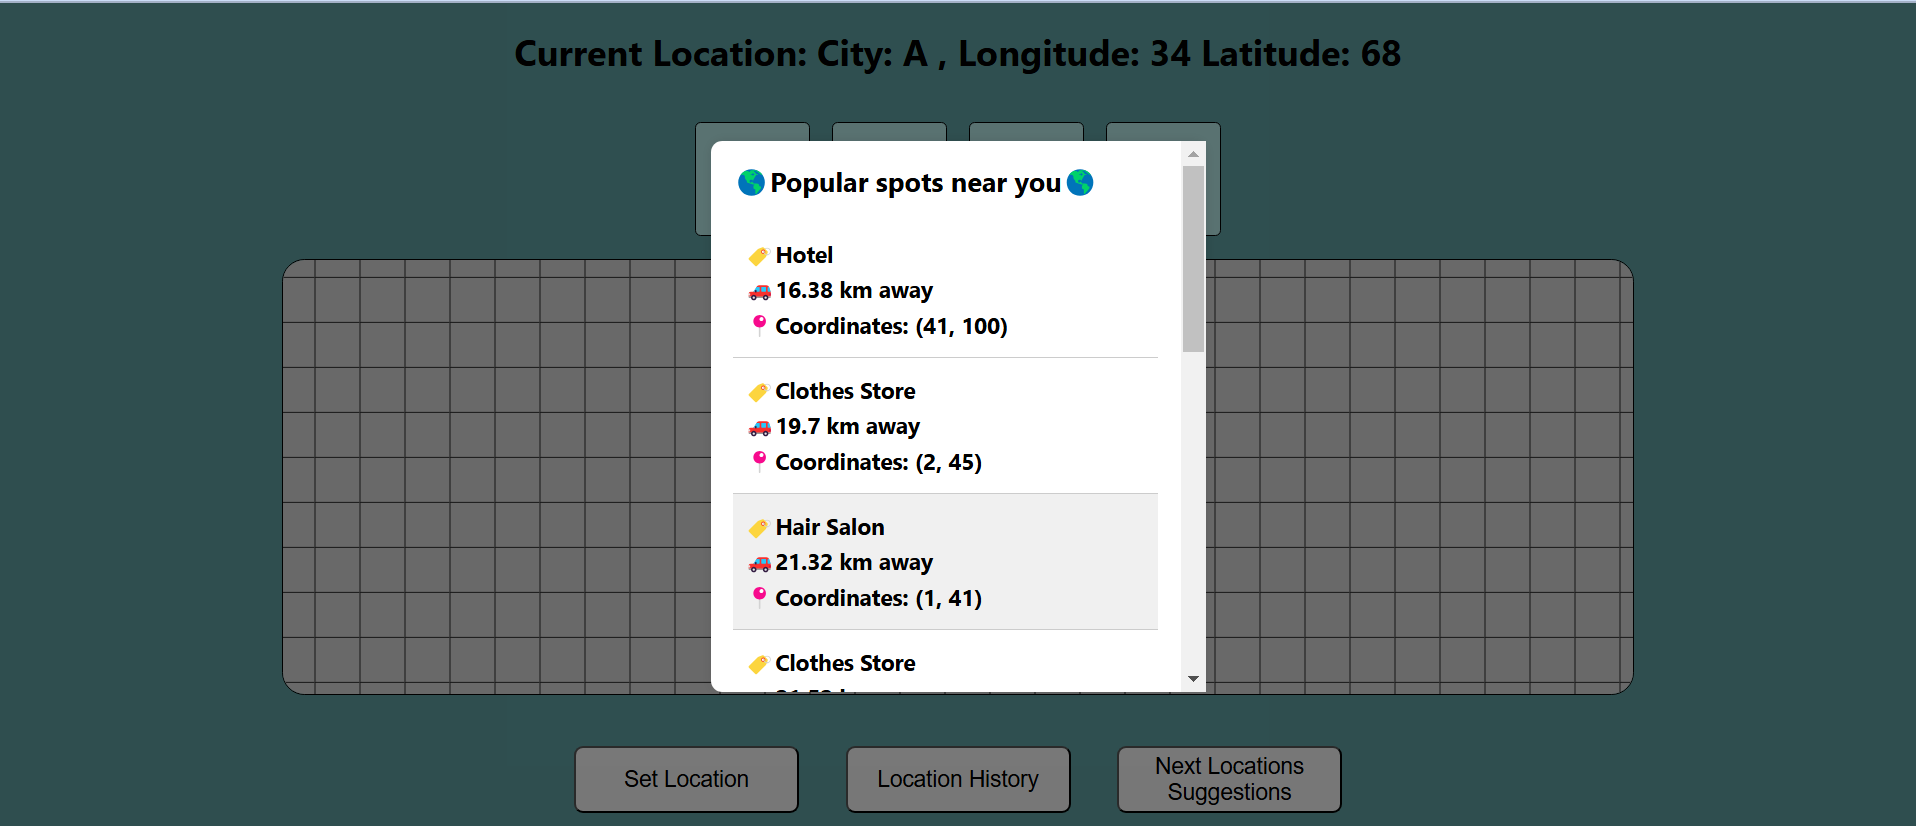 Current Location: City: A , Longitude: 34 Latitude: 68
Popular spots near you
Hotel
16.38 km away
Coordinates: (41, 100)
Clothes Store
19.7 km away
Coordinates: (2, 45)
Hair Salon
21.32 km away
Coordinates: (1, 41)
Clothes Store
Set Location
Location History
Next Locations
Suggestions